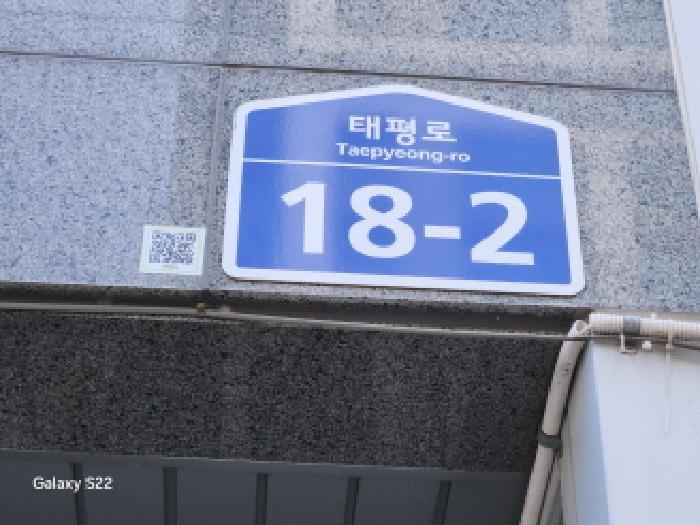 태평로
Taepyeong-ro
18-2
Galaxy S22